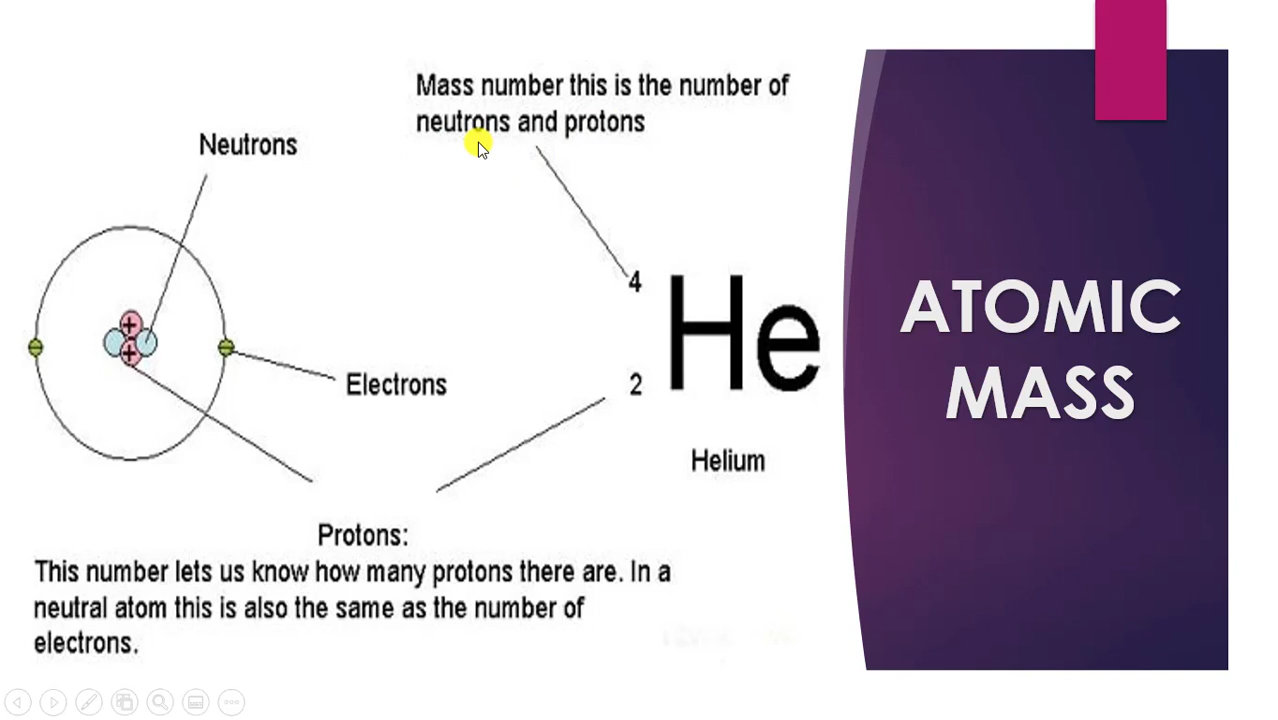 Mass number this is the number of
neutrons and protons
Neutrons
4
He
2
Electrons
Helium
Protons:
This number lets us know how many protons there are. In a
neutral atom this is also the same as the number of
electrons.
ATOMIC
MASS